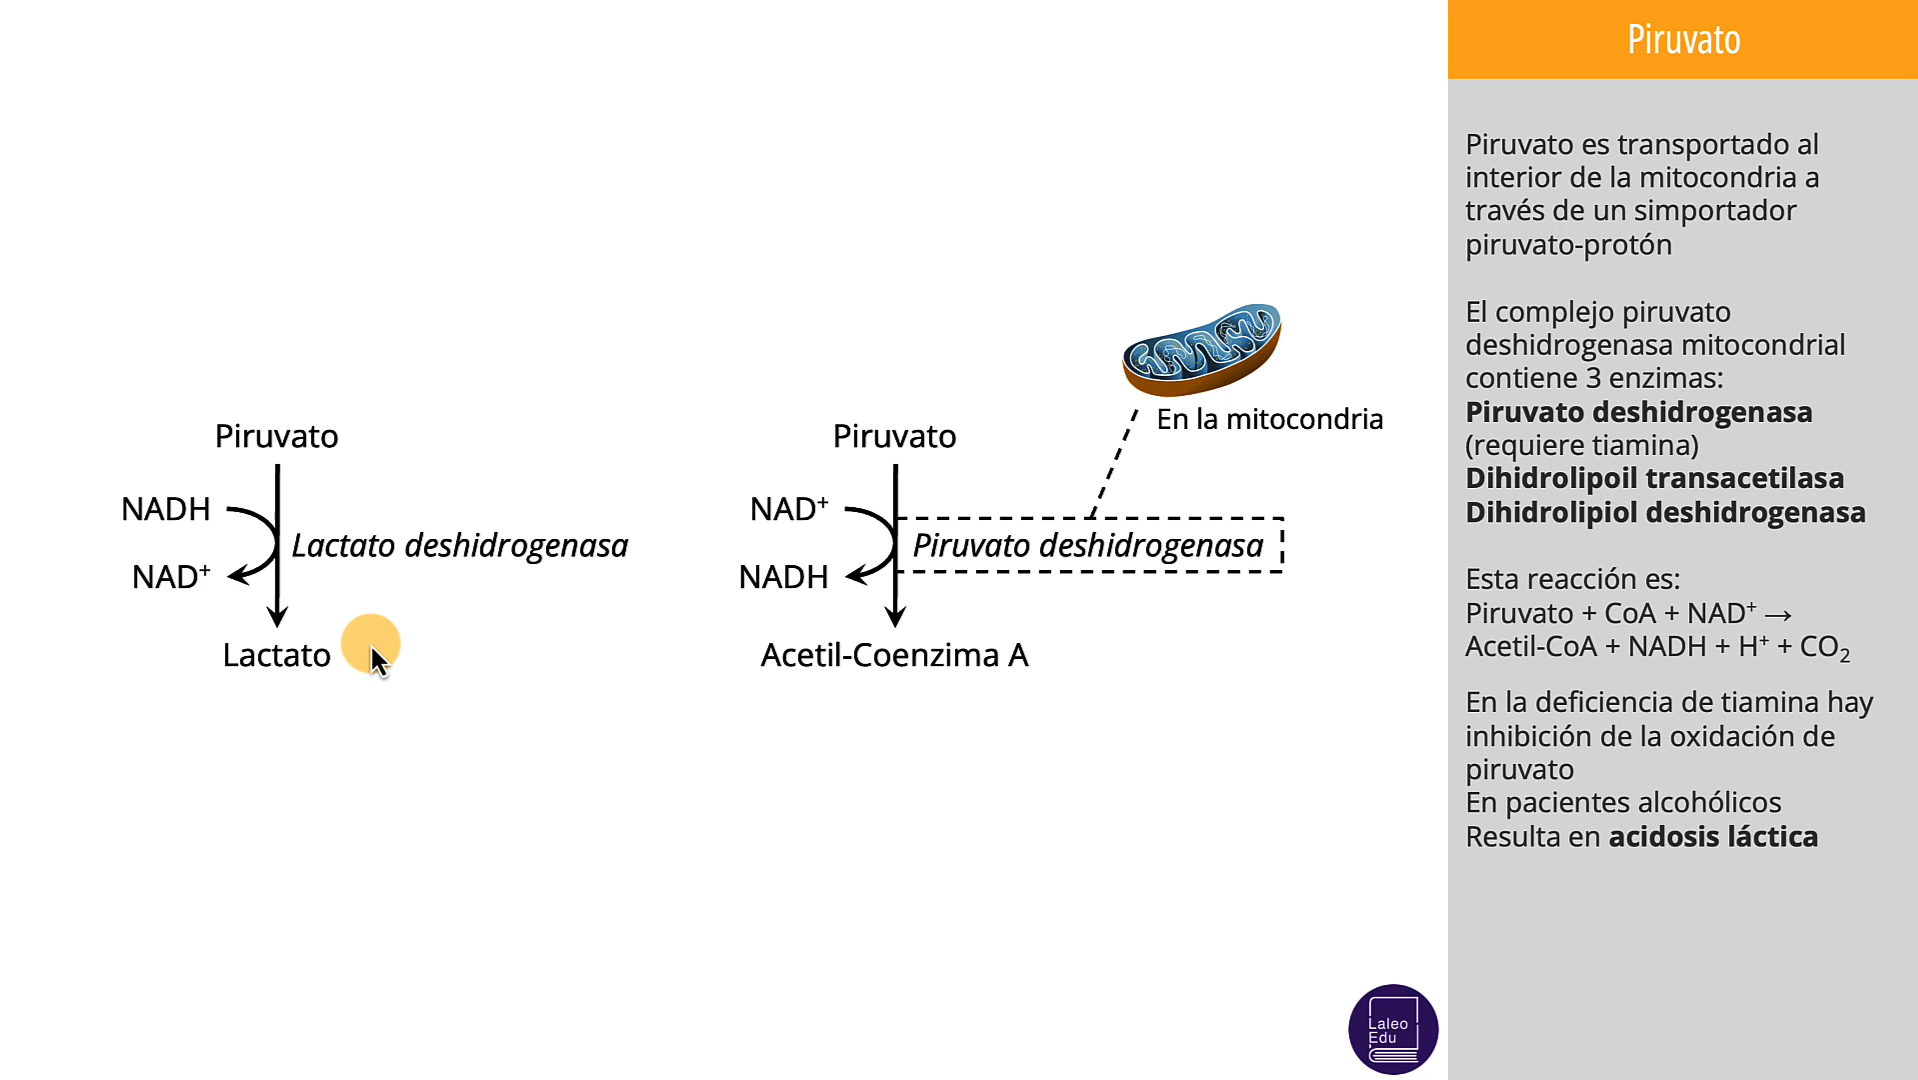 Piruvato
Piruvato es transportado al
interior de la mitocondria a
través de un simportador
piruvato-protón
El complejo piruvato
deshidrogenasa mitocondrial
contiene 3 enzimas:
Piruvato deshidrogenasa
(requiere tiamina)
Dihidrolipoil transacetilasa
Dihidrolipiol deshidrogenasa
Esta reacción es:
Piruvato + CoA + NAD⁺ →
Acetil-CoA + NADH + H⁺ + CO₂
En la deficiencia de tiamina hay
inhibición de la oxidación de
piruvato
En pacientes alcohólicos
Resulta en acidosis láctica
Piruvato
NADH
Lactato deshidrogenasa
NAD⁺
Lactato
En la mitocondria
Piruvato
NAD⁺
Piruvato deshidrogenasa
NADH
Acetil-Coenzima A
Laleo
Edu